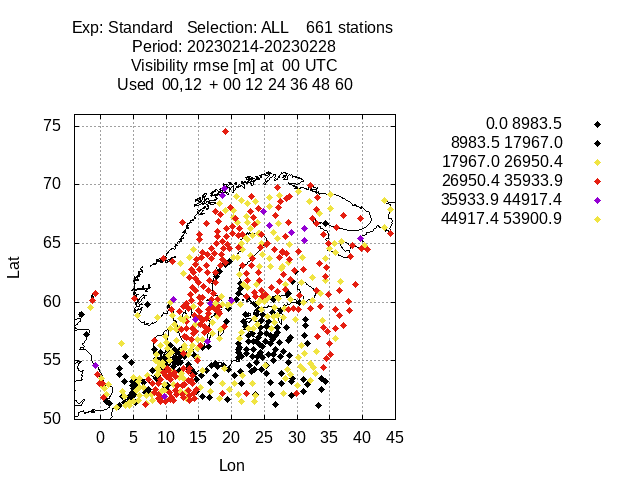 Exp: Standard   Selection: ALL    661 stations
Period: 20230214-20230228
Visibility rmse [m] at  00 UTC
Used  00,12  + 00 12 24 36 48 60
75
70
65
60
55
50
Lat
0 5 10 15 20 25 30 35 40 45
Lon
0.0 8983.5
8983.5 17967.0
17967.0 26950.4
26950.4 35933.9
35933.9 44917.4
44917.4 53900.9